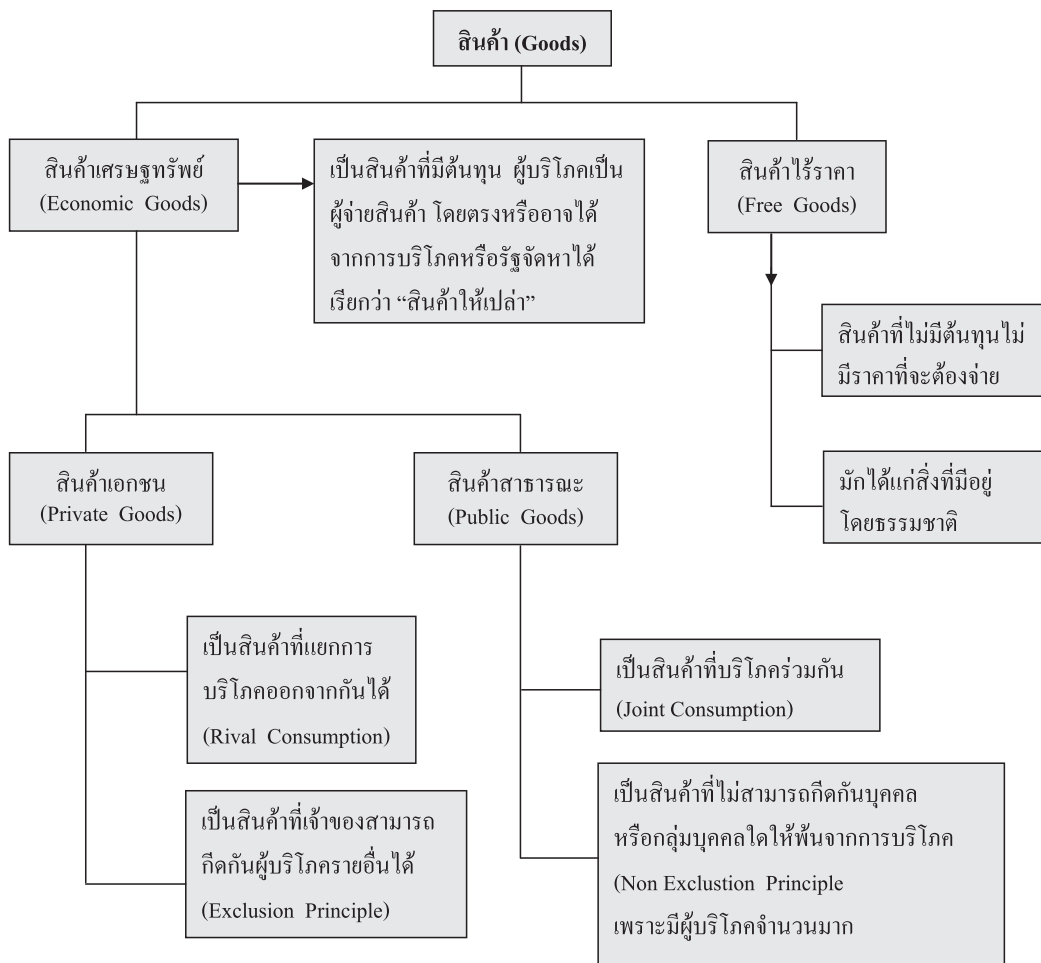 สินค้า (Goods)
สินค้าเศรษฐทรัพย์
(Economic Goods)
เป็นสินค้าที่มีต้นทุน ผู้บริโภคเป็น
ผู้จ่ายสินค้า โดยตรงหรืออาจได้
จากการบริโภคหรือรัฐจัดหาได้
เรียกว่า “สินค้าให้เปล่า”
สินค้าไร้ราคา
(Free Goods)
สินค้าที่ไม่มีต้นทุนไม่
มีราคาที่จะต้องจ่าย
มักได้แก่สิ่งที่มีอยู่
โดยธรรมชาติ
สินค้าเอกชน
(Private Goods)
สินค้าสาธารณะ
(Public Goods)
เป็นสินค้าที่แยกการ
บริโภคออกจากกันได้
(Rival Consumption)
เป็นสินค้าที่เจ้าของสามารถ
กีดกันผู้บริโภครายอื่นได้
(Exclusion Principle)
เป็นสินค้าที่บริโภคร่วมกัน
(Joint Consumption)
เป็นสินค้าที่ไม่สามารถกีดกันบุคคล
หรือกลุ่มบุคคลใดให้พ้นจากการบริโภค
(Non Exclustion Principle
เพราะมีผู้บริโภคจำนวนมาก